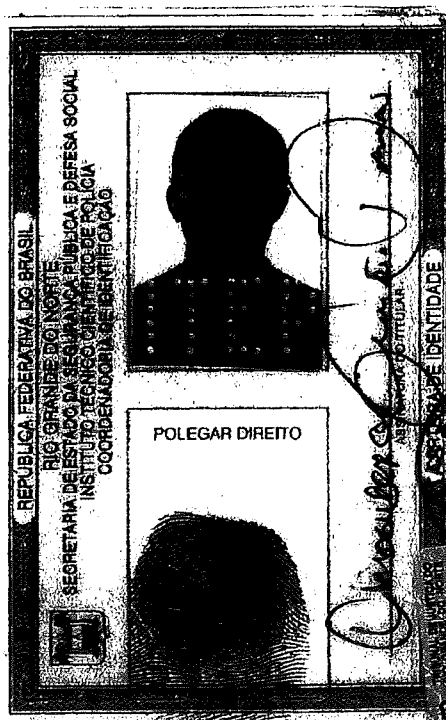 REPÚBLICA FEDERATIVA DO BRASIL
RIO GRANDE DO NORTE
SECRETARIA DE ESTADO DA SEGURANÇA PÚBLICA E DEFESA SOCIAL
INSTITUTO TÉCNICO CIENTÍFICO DE POLÍCIA
COORDENADORIA DE IDENTIFICAÇÃO
POLEGAR DIREITO
ASSINATURA DO TITULAR
CARTEIRA DE IDENTIDADE